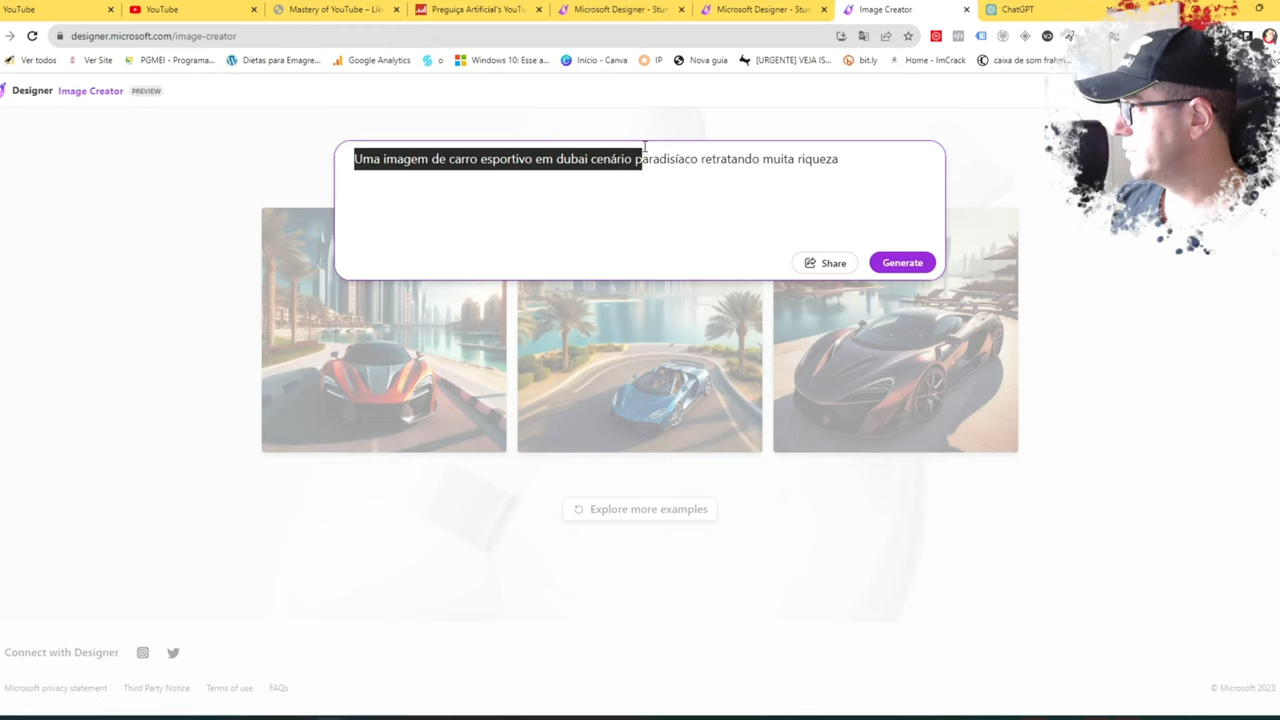 YouTube
YouTube
Mastery of YouTube – Lik
Preguiça Artificial's YouTu
Microsoft Designer - Stun
Microsoft Designer - Stu
Image Creator
ChatGPT
designer.microsoft.com/image-creator
Ver todos
Ver Site
PGMEI - Programa...
Dietas para Emagre...
Google Analytics
o
Windows 10: Esse a...
Início - Canva
IP
Nova guia
[URGENTE] VEJA IS...
bit.ly
Home - ImCrack
caixa de som frahm...
Designer Image Creator PREVIEW
Uma imagem de carro esportivo em dubai cenário paradisíaco retratando muita riqueza
Share
Generate
Explore more examples
Connect with Designer
Microsoft privacy statement
Third Party Notice
Terms of use
FAQs
© Microsoft 2023